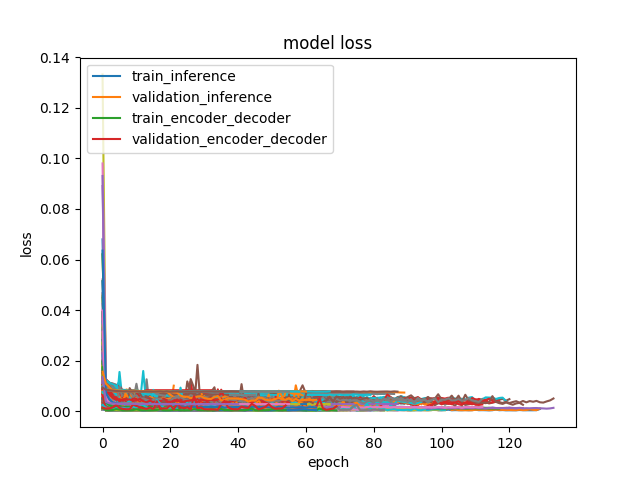 model loss
train_inference
validation_inference
train_encoder_decoder
validation_encoder_decoder
loss
0.14
0.12
0.10
0.08
0.06
0.04
0.02
0.00
0 20 40 60 80 100 120
epoch